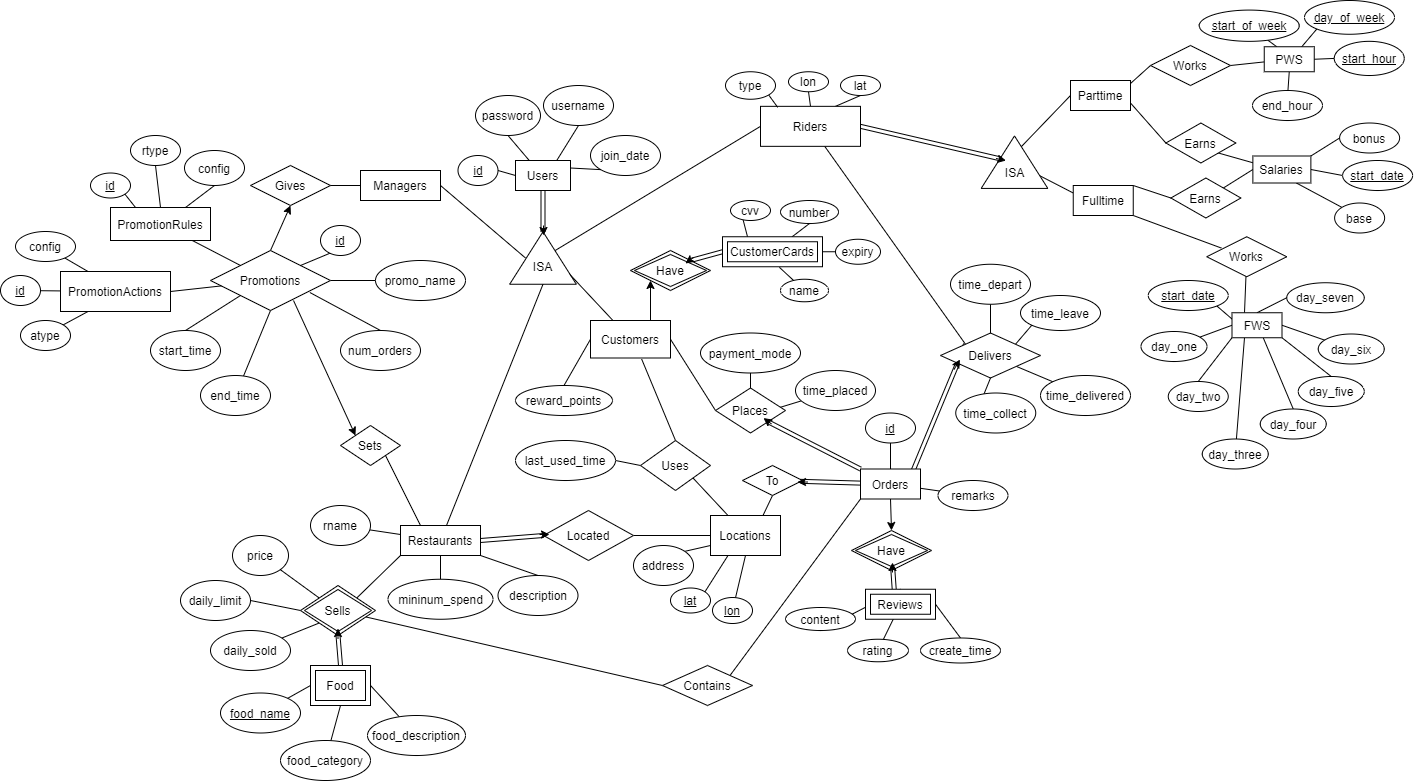 start_of_week
day_of_week
PWS
start_hour
end_hour
Works
Parttime
type
lon
lat
Riders
password
username
join_date
id
Users
rtype
config
id
PromotionRules
Gives
Managers
Earns
bonus
Salaries
start_date
base
ISA
Fulltime
Earns
config
id
PromotionActions
atype
Promotions
id
promo_name
start_time
end_time
num_orders
ISA
cvv
number
CustomerCards
expiry
name
Have
Works
start_date
day_seven
FWS
day_one
day_six
day_two
day_five
day_three
day_four
Customers
reward_points
payment_mode
time_placed
Places
time_depart
time_leave
Delivers
time_delivered
time_collect
Sets
last_used_time
Uses
To
id
Orders
remarks
rname
Restaurants
Located
Locations
address
lat
lon
mininum_spend
description
Have
Reviews
content
rating
create_time
price
daily_limit
daily_sold
Sells
Contains
Food
food_name
food_category
food_description